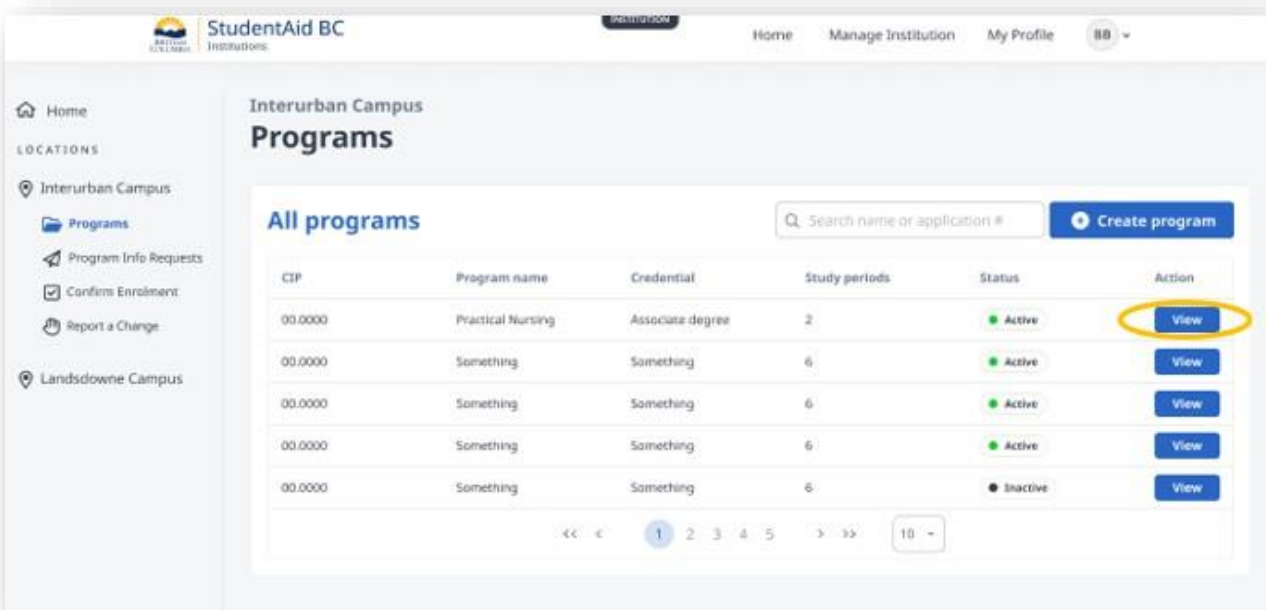 INSTITUTION
StudentAid BC
BRITISH COLUMBIA
Institutions
Home Manage Institution My Profile BB
Home
LOCATIONS
Interurban Campus
Programs
Program Info Requests
Confirm Enrolment
Report a Change
Landsdowne Campus
Interurban Campus
Programs
All programs
Search name or application #
Create program
CIP Program name Credential Study periods Status Action
00.0000 Practical Nursing Associate degree 2 Active View
00.0000 Something Something 6 Active View
00.0000 Something Something 6 Active View
00.0000 Something Something 6 Active View
00.0000 Something Something 6 Inactive View
<< < 1 2 3 4 5 > >> 10